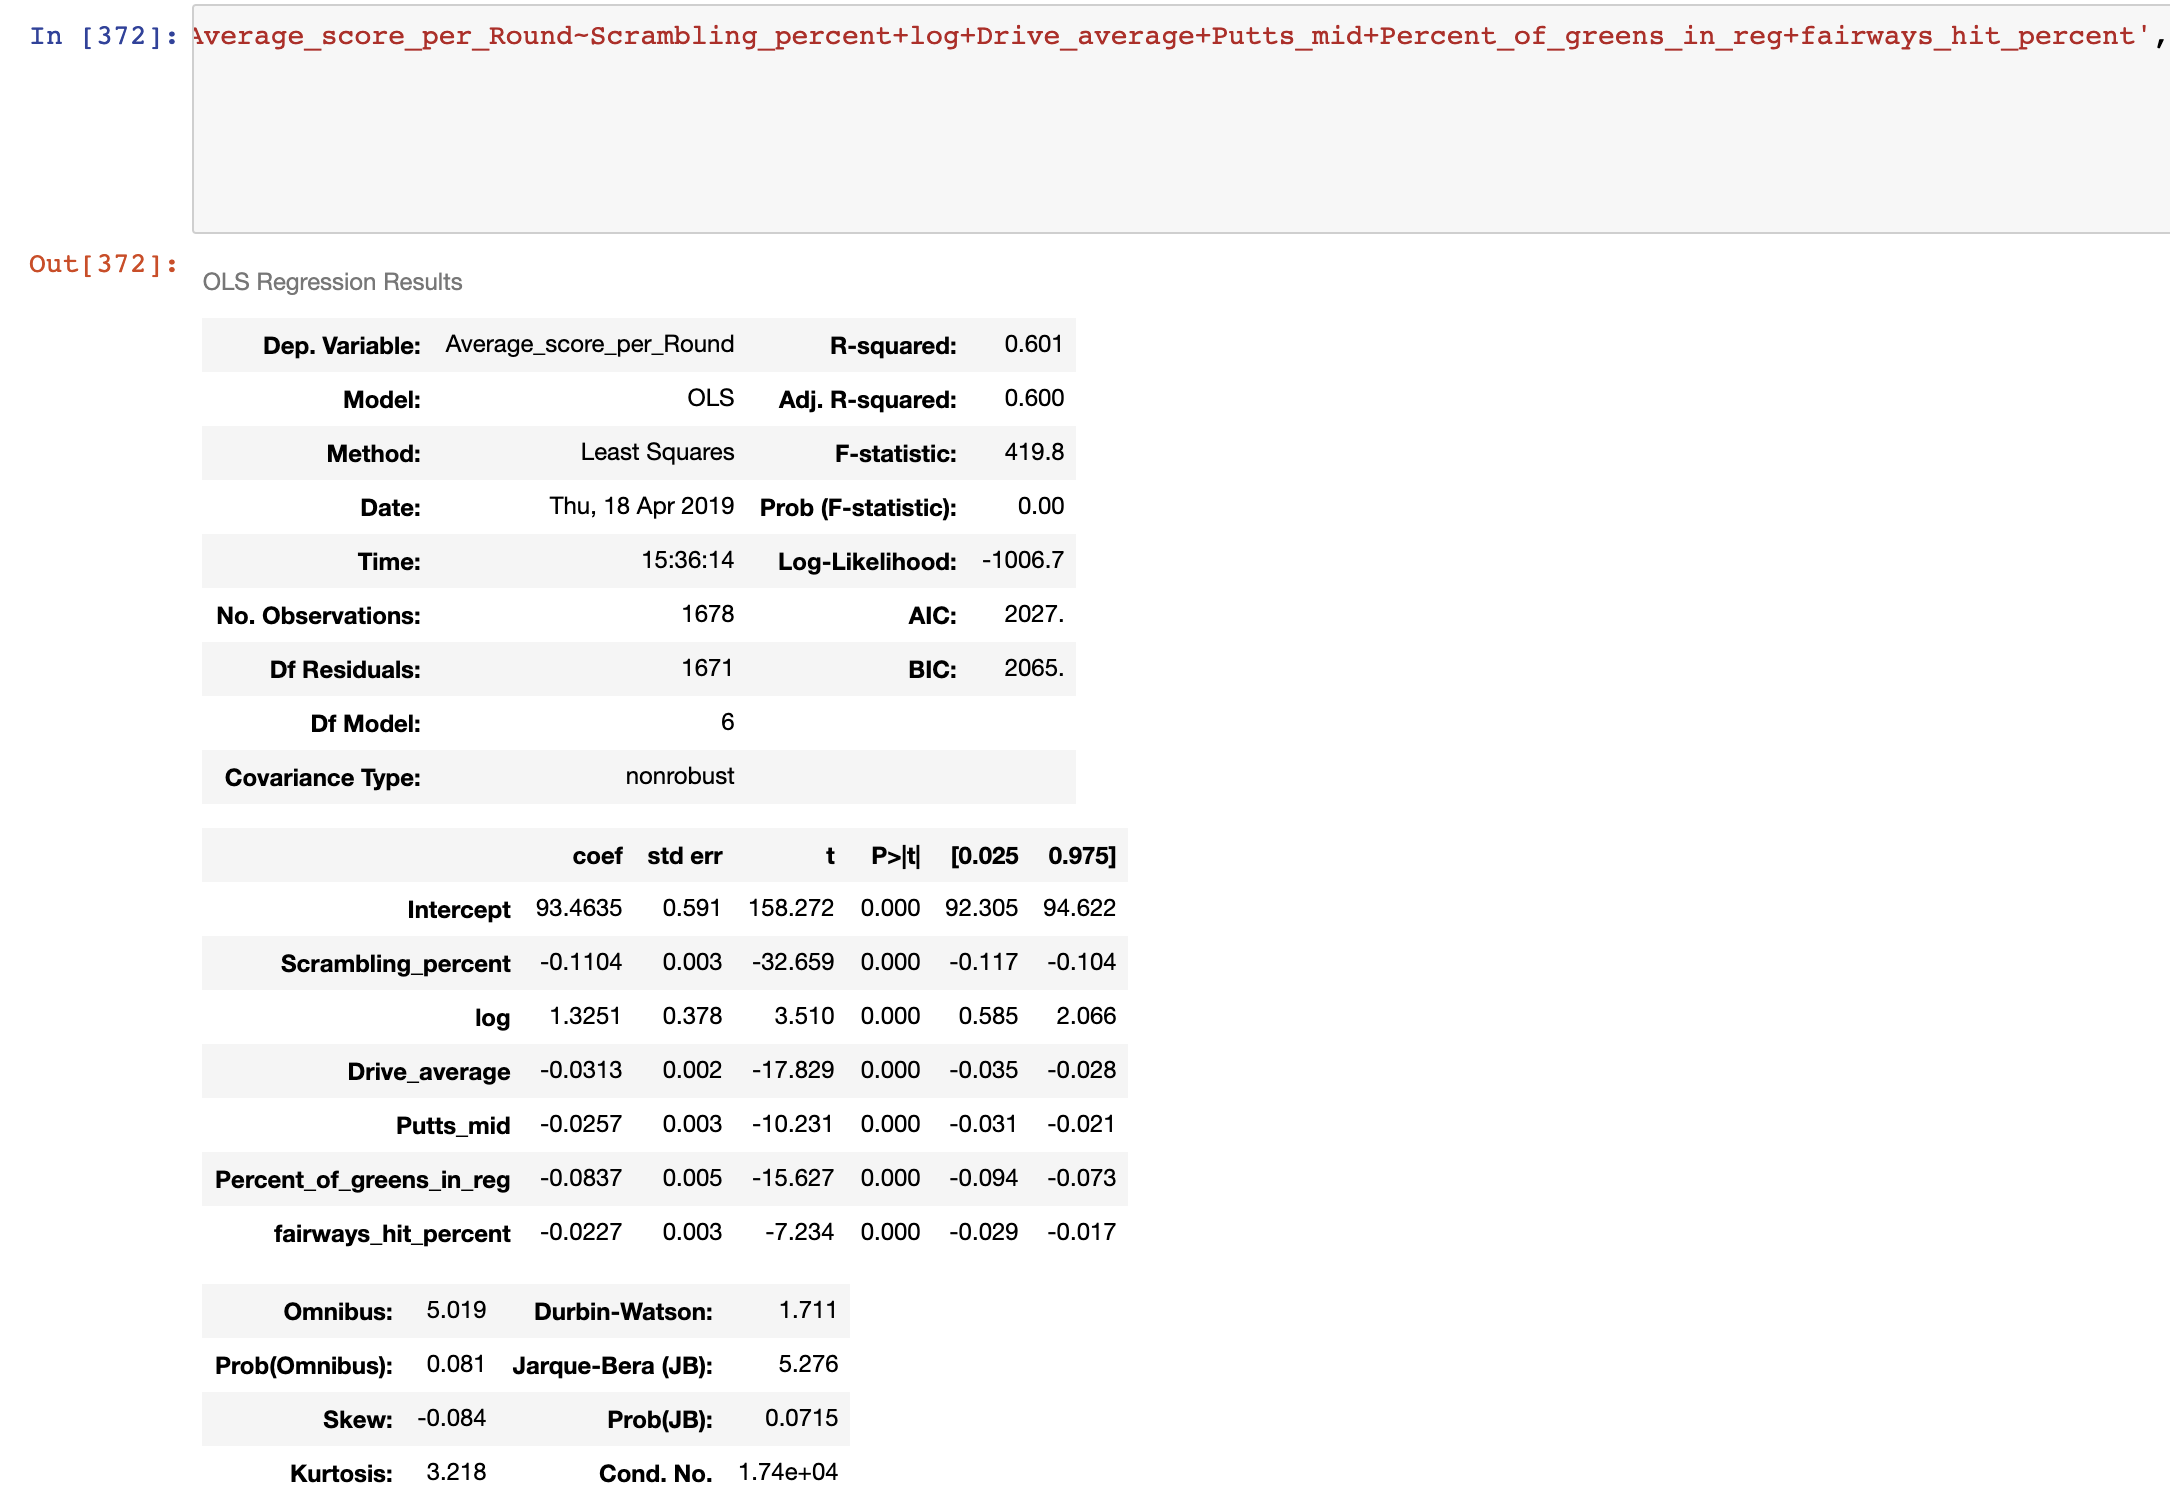 In [372]: Average_score_per_Round~Scrambling_percent+log+Drive_average+Putts_mid+Percent_of_greens_in_reg+fairways_hit_percent',
Out[372]:
OLS Regression Results
Dep. Variable: Average_score_per_Round R-squared: 0.601
Model: OLS Adj. R-squared: 0.600
Method: Least Squares F-statistic: 419.8
Date: Thu, 18 Apr 2019 Prob (F-statistic): 0.00
Time: 15:36:14 Log-Likelihood: -1006.7
No. Observations: 1678 AIC: 2027.
Df Residuals: 1671 BIC: 2065.
Df Model: 6
Covariance Type: nonrobust
coef std err t P>|t| [0.025 0.975]
Intercept 93.4635 0.591 158.272 0.000 92.305 94.622
Scrambling_percent -0.1104 0.003 -32.659 0.000 -0.117 -0.104
log 1.3251 0.378 3.510 0.000 0.585 2.066
Drive_average -0.0313 0.002 -17.829 0.000 -0.035 -0.028
Putts_mid -0.0257 0.003 -10.231 0.000 -0.031 -0.021
Percent_of_greens_in_reg -0.0837 0.005 -15.627 0.000 -0.094 -0.073
fairways_hit_percent -0.0227 0.003 -7.234 0.000 -0.029 -0.017
Omnibus: 5.019 Durbin-Watson: 1.711
Prob(Omnibus): 0.081 Jarque-Bera (JB): 5.276
Skew: -0.084 Prob(JB): 0.0715
Kurtosis: 3.218 Cond. No. 1.74e+04